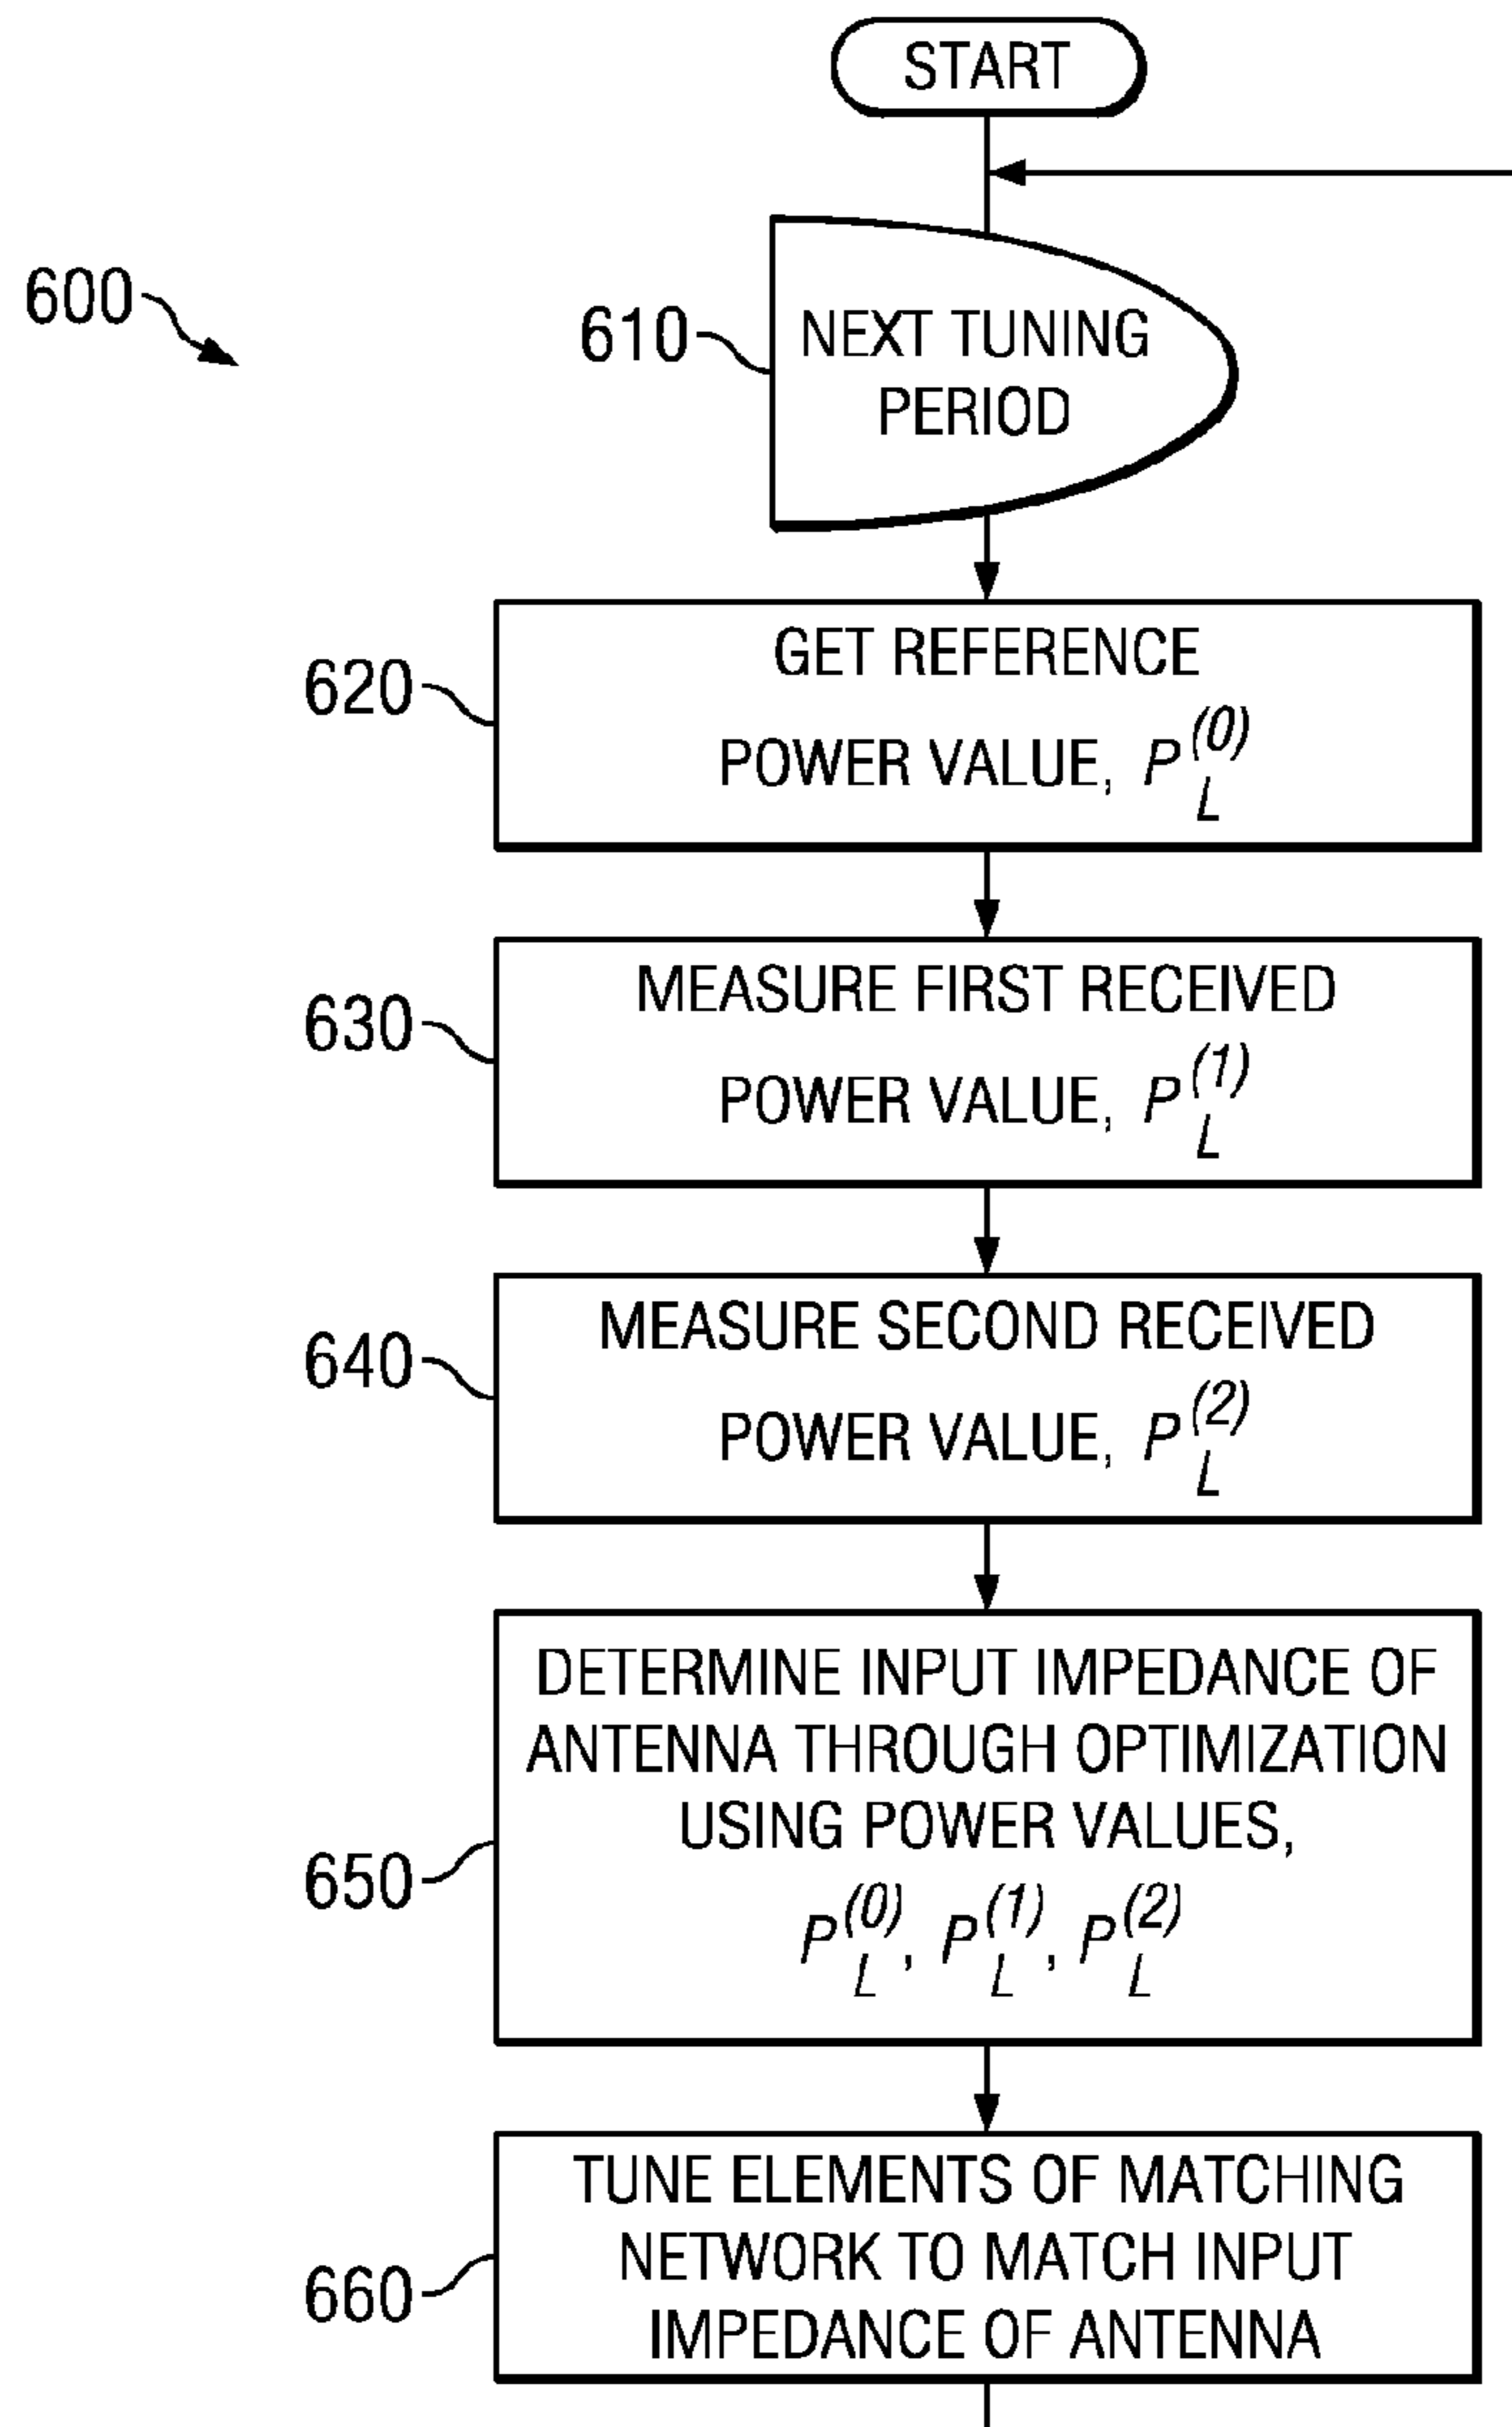 START
600
610
NEXT TUNING
PERIOD
620
GET REFERENCE
POWER VALUE, P_L^(0)
630
MEASURE FIRST RECEIVED
POWER VALUE, P_L^(1)
640
MEASURE SECOND RECEIVED
POWER VALUE, P_L^(2)
650
DETERMINE INPUT IMPEDANCE OF
ANTENNA THROUGH OPTIMIZATION
USING POWER VALUES,
P_L^(0), P_L^(1), P_L^(2)
660
TUNE ELEMENTS OF MATCHING
NETWORK TO MATCH INPUT
IMPEDANCE OF ANTENNA